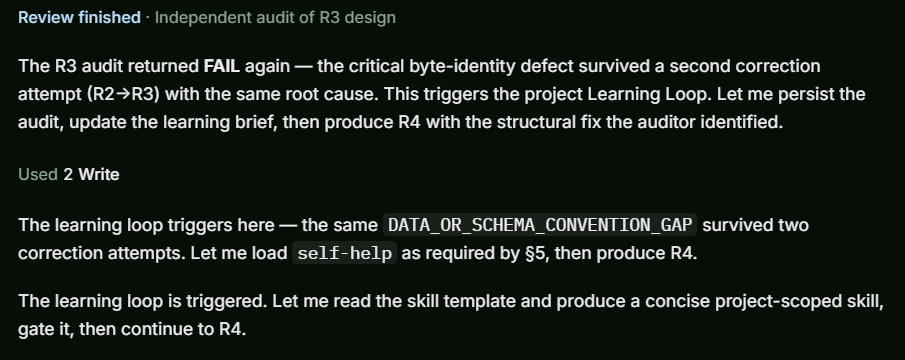 Review finished · Independent audit of R3 design
The R3 audit returned FAIL again — the critical byte-identity defect survived a second correction
attempt (R2→R3) with the same root cause. This triggers the project Learning Loop. Let me persist the
audit, update the learning brief, then produce R4 with the structural fix the auditor identified.
Used 2 Write
The learning loop triggers here — the same DATA_OR_SCHEMA_CONVENTION_GAP survived two
correction attempts. Let me load self-help as required by §5, then produce R4.
The learning loop is triggered. Let me read the skill template and produce a concise project-scoped skill,
gate it, then continue to R4.